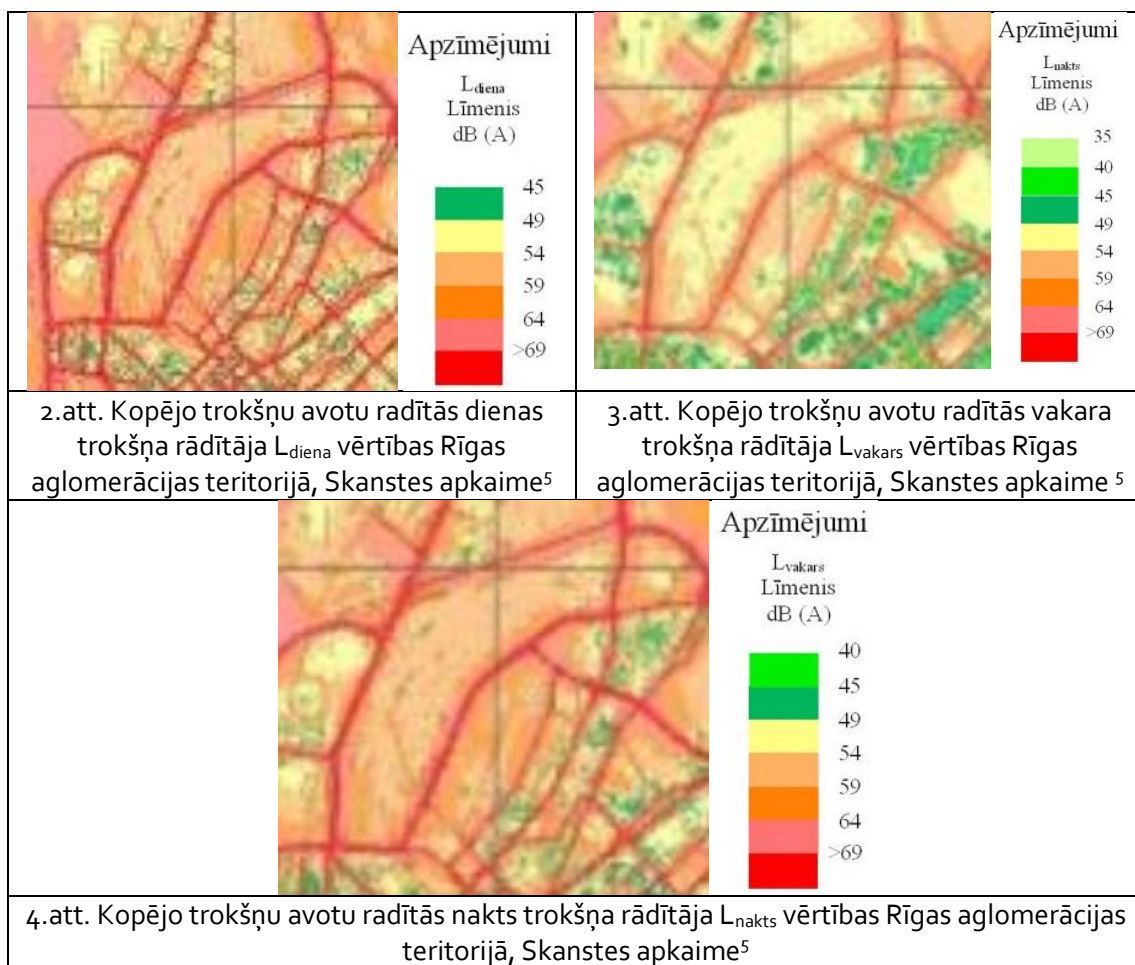 Apzīmējumi
Ldiena
Līmenis
dB (A)
45
49
54
59
64
>69
2.att. Kopējo trokšņu avotu radītās dienas
trokšņa rādītāja Ldiena vērtības Rīgas
aglomerācijas teritorijā, Skanstes apkaime5
Apzīmējumi
Lnakts
Līmenis
dB (A)
35
40
45
49
54
59
64
>69
3.att. Kopējo trokšņu avotu radītās vakara
trokšņa rādītāja Lvakars vērtības Rīgas
aglomerācijas teritorijā, Skanstes apkaime 5
Apzīmējumi
Lvakars
Līmenis
dB (A)
40
45
49
54
59
64
>69
4.att. Kopējo trokšņu avotu radītās nakts trokšņa rādītāja Lnakts vērtības Rīgas aglomerācijas
teritorijā, Skanstes apkaime5